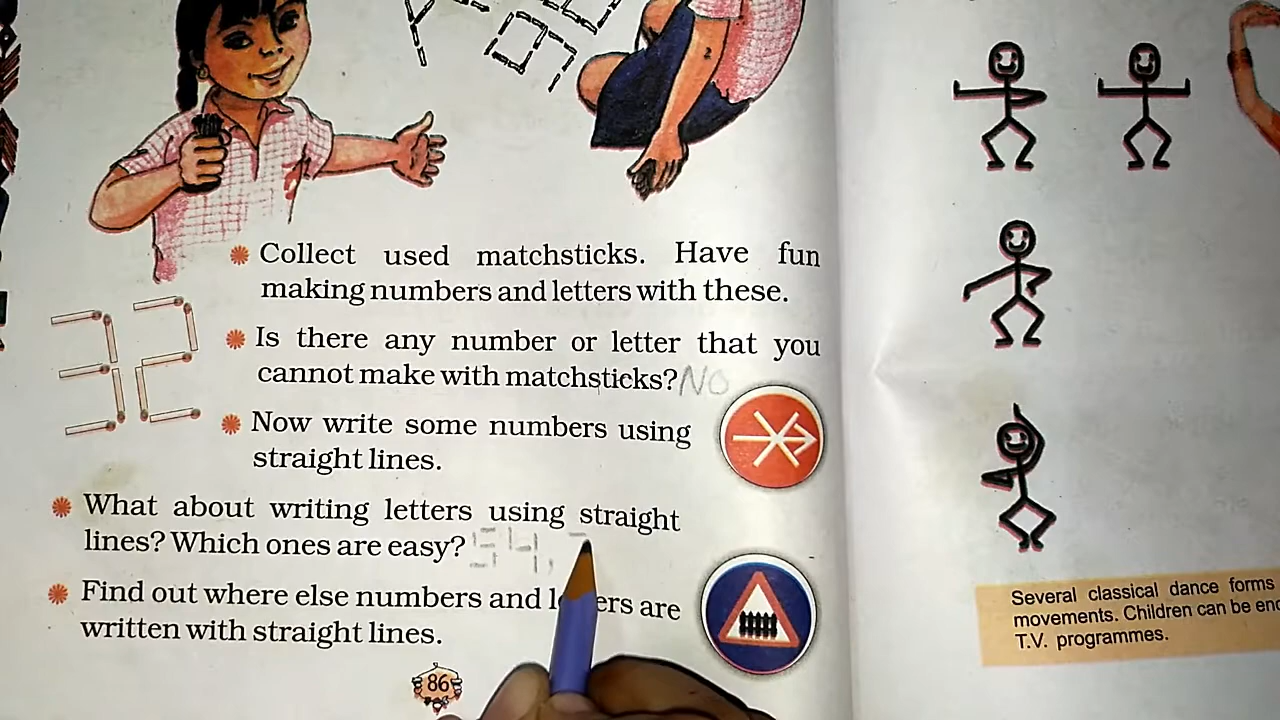 Collect used matchsticks. Have fun
making numbers and letters with these.
32
Is there any number or letter that you
cannot make with matchsticks? NO
Now write some numbers using
straight lines.
What about writing letters using straight
lines? Which ones are easy? 54,
Find out where else numbers and letters are
written with straight lines.
86
Several classical dance forms
movements. Children can be
T.V. programmes.